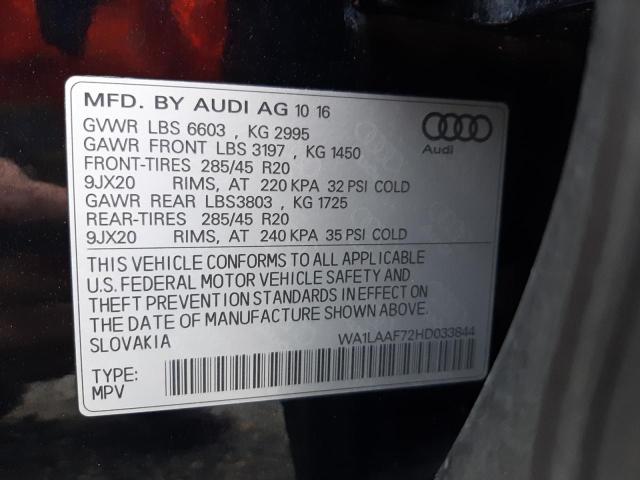 MFD. BY AUDI AG 10 16
GVWR LBS 6603 , KG 2995
GAWR FRONT LBS 3197 , KG 1450
FRONT-TIRES 285/45 R20
9JX20 RIMS, AT 220 KPA 32 PSI COLD
GAWR REAR LBS3803 , KG 1725
REAR-TIRES 285/45 R20
9JX20 RIMS, AT 240 KPA 35 PSI COLD
Audi
THIS VEHICLE CONFORMS TO ALL APPLICABLE
U.S. FEDERAL MOTOR VEHICLE SAFETY AND
THEFT PREVENTION STANDARDS IN EFFECT ON
THE DATE OF MANUFACTURE SHOWN ABOVE.
SLOVAKIA
WA1LAAF72HD033844
TYPE:
MPV